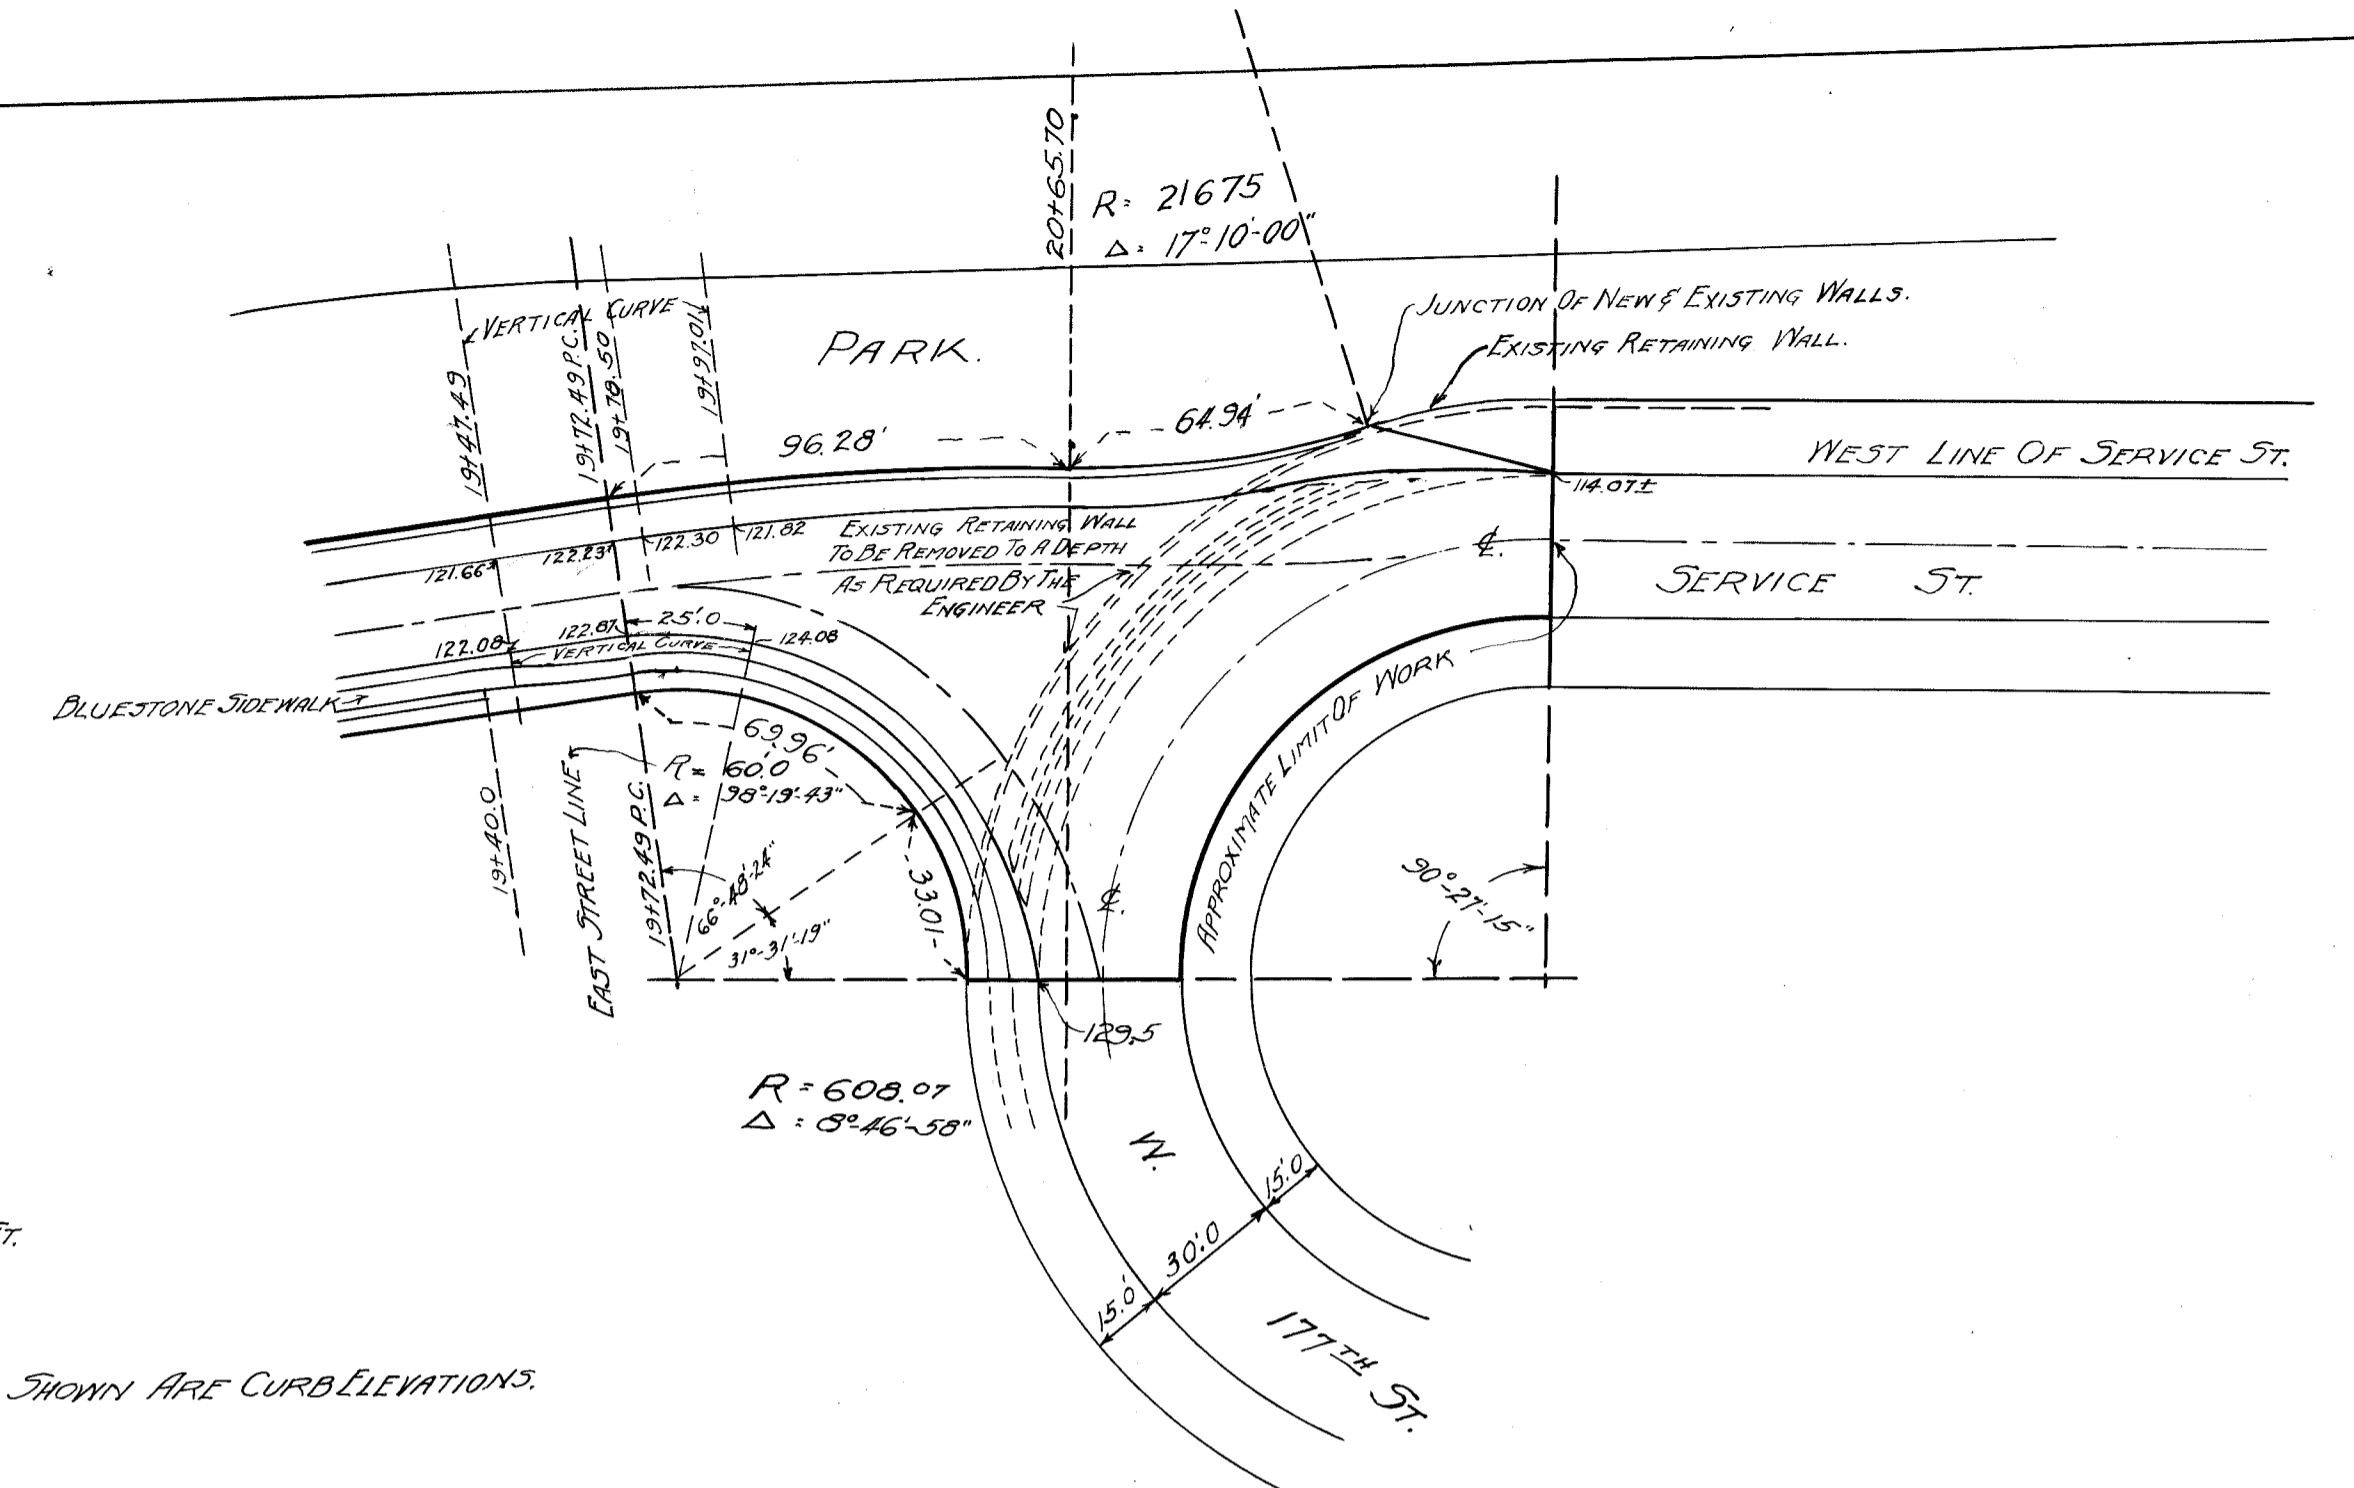 20+65.70
R= 21675
Δ= 17°-10'-00"
VERTICAL CURVE
19+47.49
19+72.49 P.C.
19+78.50
19+97.01
PARK.
JUNCTION OF NEW & EXISTING WALLS.
EXISTING RETAINING WALL.
96.28'
64.94'
WEST LINE OF SERVICE ST.
114.07±
121.66
122.23
122.30
121.82
EXISTING RETAINING WALL
TO BE REMOVED TO A DEPTH
AS REQUIRED BY THE
ENGINEER
℄.
SERVICE ST.
122.08
122.87
25'.0
124.08
VERTICAL CURVE
BLUESTONE SIDEWALK
69.96'
R= 60'.0
Δ= 98°-19'-43"
EAST STREET LINE
19+40.0
19+72.49 P.C.
66°-48'-24"
31°-31'-19"
33.01
℄.
APPROXIMATE LIMIT OF WORK
90°-27'-15"
129.5
R = 608.07
Δ = 8°-46'-58"
W.
15'.0
30'.0
15'.0
177TH ST.
T.
SHOWN ARE CURB ELEVATIONS.